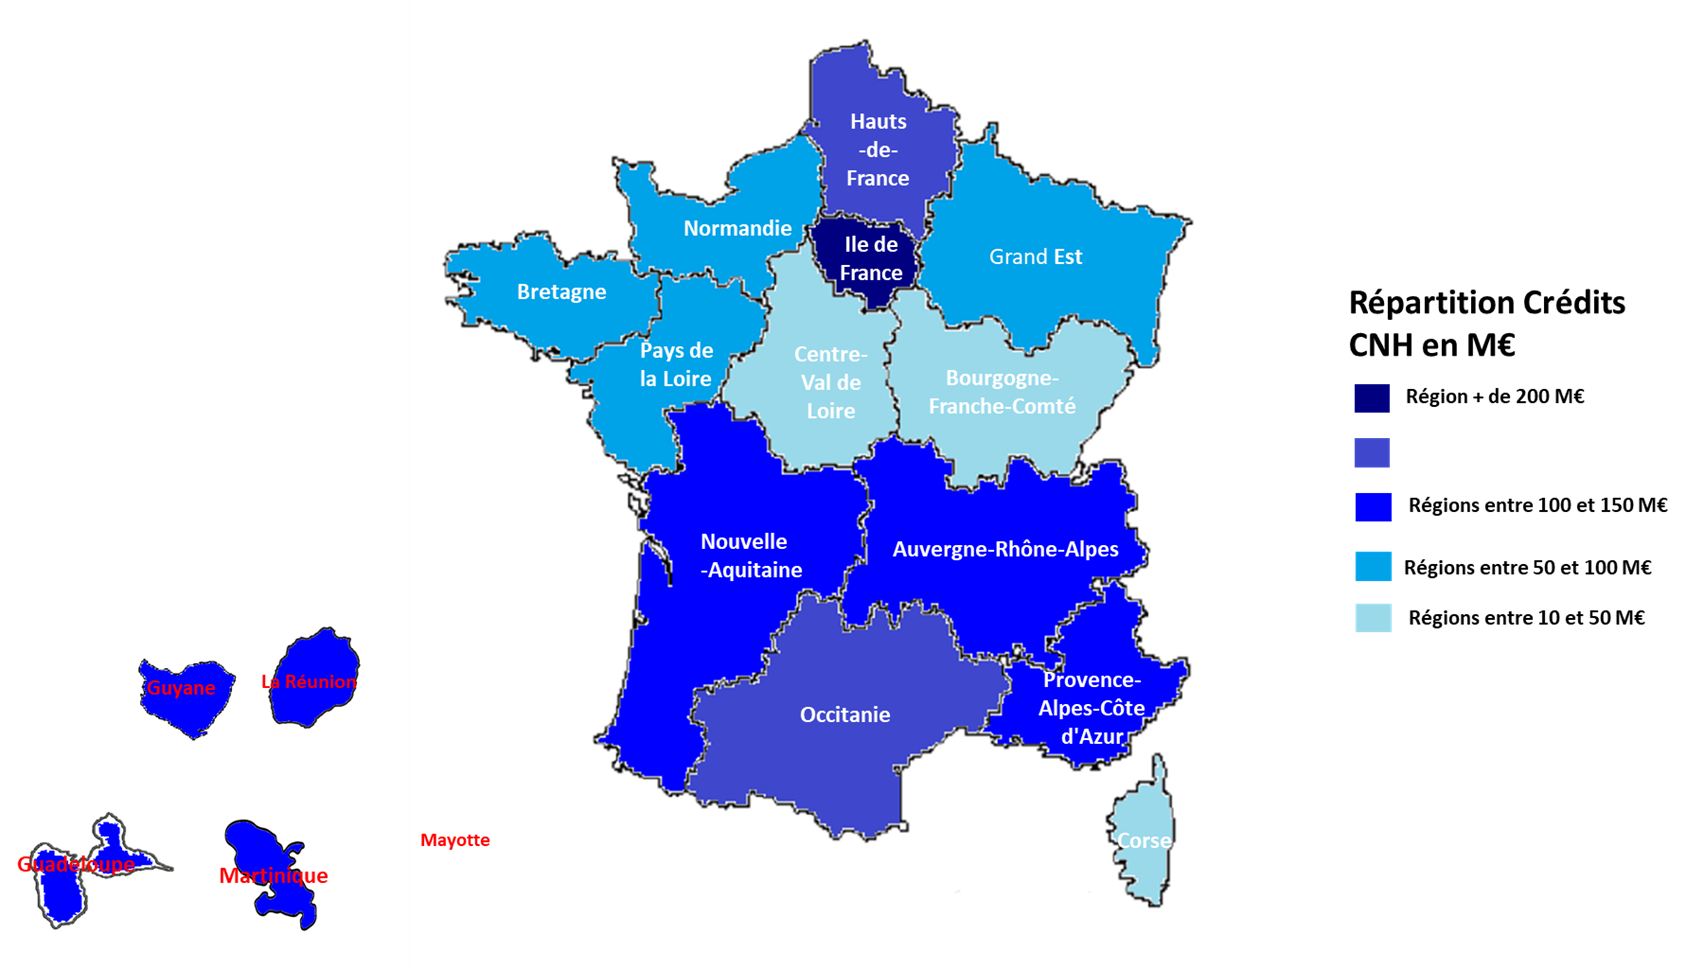 Hauts
-de-
France
Normandie
Ile de
France
Grand Est
Bretagne
Pays de
la Loire
Centre-
Val de
Loire
Bourgogne-
Franche-Comté
Nouvelle
-Aquitaine
Auvergne-Rhône-Alpes
Occitanie
Provence-
Alpes-Côte
d'Azur
Corse
Guyane
La Réunion
Guadeloupe
Martinique
Mayotte
Répartition Crédits
CNH en M€
Région + de 200 M€
Régions entre 100 et 150 M€
Régions entre 50 et 100 M€
Régions entre 10 et 50 M€